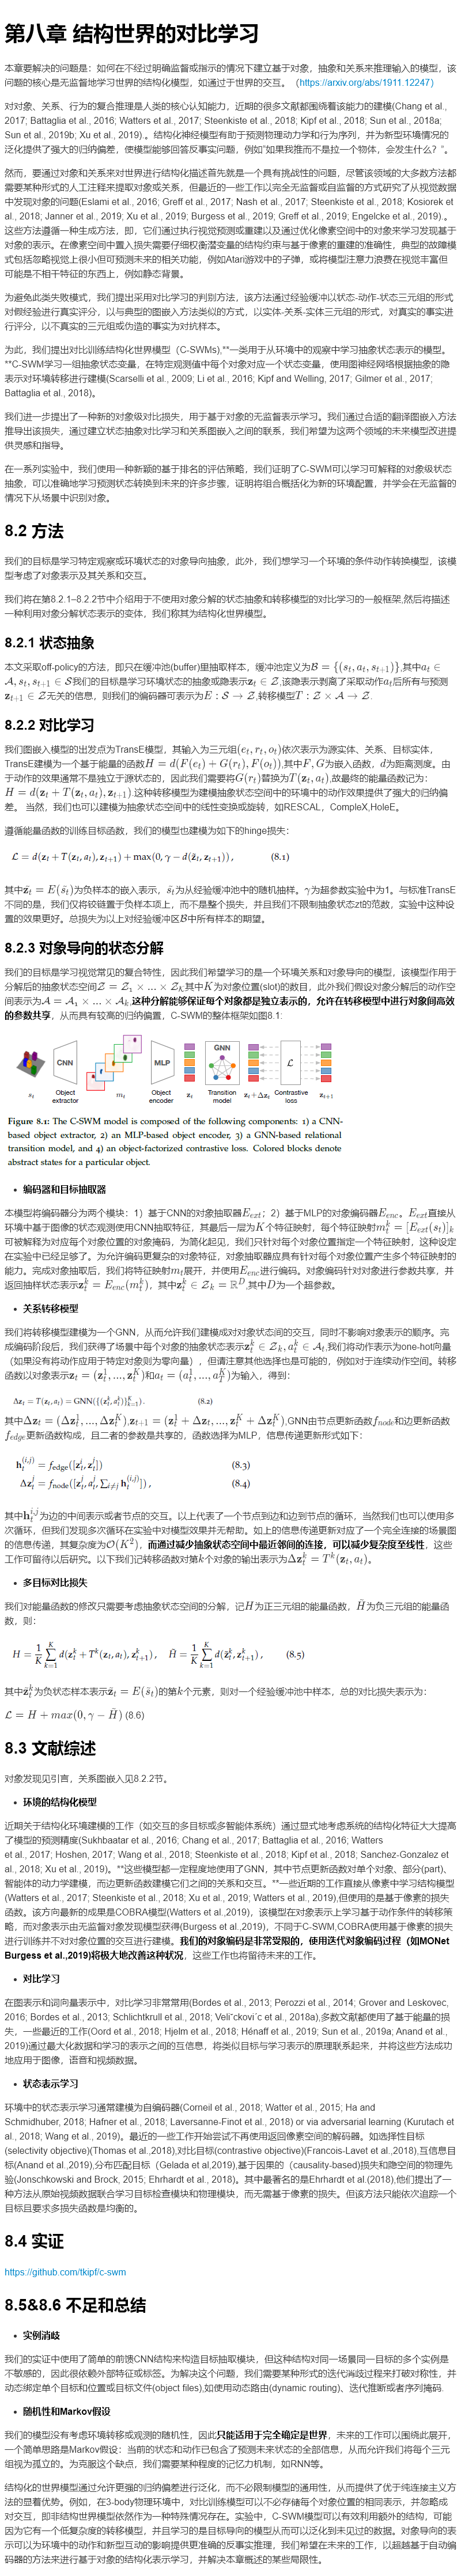 第八章 结构世界的对比学习
本章要解决的问题是：如何在不经过明确监督或指示的情况下建立基于对象，抽象和关系来推理输入的模型，该
问题的核心是无监督地学习世界的结构化模型，如通过于世界的交互。（https://arxiv.org/abs/1911.12247）
对对象、关系、行为的复合推理是人类的核心认知能力，近期的很多文献都围绕着该能力的建模(Chang et al.,
2017; Battaglia et al., 2016; Watters et al., 2017; Steenkiste et al., 2018; Kipf et al., 2018; Sun et al., 2018a;
Sun et al., 2019b; Xu et al., 2019).。结构化神经模型有助于预测物理动力学和行为序列，并为新型环境情况的
泛化提供了强大的归纳偏差，使模型能够回答反事实问题，例如“如果我推而不是拉一个物体，会发生什么？”。
然而，要通过对象和关系来对世界进行结构化描述首先就是一个具有挑战性的问题，尽管该领域的大多数方法都
需要某种形式的人工注释来提取对象或关系，但最近的一些工作以完全无监督或自监督的方式研究了从视觉数据
中发现对象的问题(Eslami et al., 2016; Greff et al., 2017; Nash et al., 2017; Steenkiste et al., 2018; Kosiorek et
al., 2018; Janner et al., 2019; Xu et al., 2019; Burgess et al., 2019; Greff et al., 2019; Engelcke et al., 2019).。
这些方法遵循一种生成方法，即，它们通过执行视觉预测或重建以及通过优化像素空间中的对象来学习发现基于
对象的表示。在像素空间中置入损失需要仔细权衡潜变量的结构约束与基于像素的重建的准确性，典型的故障模
式包括忽略视觉上很小但可预测未来的相关功能，例如Atari游戏中的子弹，或将模型注意力浪费在视觉丰富但
可能是不相干特征的东西上，例如静态背景。
为避免此类失败模式，我们提出采用对比学习的判别方法，该方法通过经验缓冲以状态-动作-状态三元组的形式
对假经验进行真实评分，以与典型的图嵌入方法类似的方式，以实体-关系-实体三元组的形式，对真实的事实进
行评分，以不真实的三元组或伪造的事实为对抗样本。
为此，我们提出对比训练结构化世界模型（C-SWMs),**一类用于从环境中的观察中学习抽象状态表示的模型。
**C-SWM学习一组抽象状态变量，在特定观测值中每个对象对应一个状态变量，使用图神经网络根据抽象的隐
表示对环境转移进行建模(Scarselli et al., 2009; Li et al., 2016; Kipf and Welling, 2017; Gilmer et al., 2017;
Battaglia et al., 2018)。
我们进一步提出了一种新的对象级对比损失，用于基于对象的无监督表示学习。我们通过合适的翻译图嵌入方法
推导出该损失，通过建立状态抽象对比学习和关系图嵌入之间的联系，我们希望为这两个领域的未来模型改进提
供灵感和指导。
在一系列实验中，我们使用一种新颖的基于排名的评估策略，我们证明了C-SWM可以学习可解释的对象级状态
抽象，可以准确地学习预测状态转换到未来的许多步骤，证明将组合概括化为新的环境配置，并学会在无监督的
情况下从场景中识别对象。
8.2 方法
我们的目标是学习特定观察或环境状态的对象导向抽象，此外，我们想学习一个环境的条件动作转换模型，该模
型考虑了对象表示及其关系和交互。
我们将在第8.2.1–8.2.2节中介绍用于不使用对象分解的状态抽象和转移模型的对比学习的一般框架,然后将描述
一种利用对象分解状态表示的变体，我们称其为结构化世界模型。
8.2.1 状态抽象
本文采取off-policy的方法，即只在缓冲池(buffer)里抽取样本，缓冲池定义为B = {(s_t, a_t, s_{t+1})},其中a_t ∈
A, s_t, s_{t+1} ∈ S我们的目标是学习环境状态的抽象或隐表示z_t ∈ Z,该隐表示剥离了采取动作a_t后所有与预测
z_{t+1} ∈ Z无关的信息，则我们的编码器可表示为E : S → Z,转移模型T : Z × A → Z.
8.2.2 对比学习
我们图嵌入模型的出发点为TransE模型，其输入为三元组(e_t, r_t, o_t)依次表示为源实体、关系、目标实体，
TransE建模为一个基于能量的函数H = d(F(e_t) + G(r_t), F(o_t)),其中F, G为嵌入函数，d为距离测度。由
于动作的效果通常不是独立于源状态的，因此我们需要将G(r_t)替换为T(z_t, a_t),故最终的能量函数记为：
H = d(z_t + T(z_t, a_t), z_{t+1}).这种转移模型为建模抽象状态空间中的环境中的动作效果提供了强大的归纳偏
差。 当然，我们也可以建模为抽象状态空间中的线性变换或旋转，如RESCAL，CompleX,HoleE。
遵循能量函数的训练目标函数，我们的模型也建模为如下的hinge损失：
L = d(z_t + T(z_t, a_t), z_{t+1}) + max(0, γ − d(z̃_t, z_{t+1})) , (8.1)
其中z̃_t = E(s̃_t)为负样本的嵌入表示，s̃_t为从经验缓冲池中的随机抽样。γ为超参数实验中为1。与标准TransE
不同的是，我们仅将铰链置于负样本项上，而不是整个损失，并且我们不限制抽象状态zt的范数，实验中这种设
置的效果更好。总损失为以上对经验缓冲区B中所有样本的期望。
8.2.3 对象导向的状态分解
我们的目标是学习视觉常见的复合特性，因此我们希望学习的是一个环境关系和对象导向的模型，该模型作用于
分解后的抽象状态空间Z = Z_1 × … × Z_K其中K为对象位置(slot)的数目，此外我们假设对象分解后的动作空
间表示为A = A_1 × … × A_k,这种分解能够保证每个对象都是独立表示的，允许在转移模型中进行对象间高效
的参数共享，从而具有较高的归纳偏置，C-SWM的整体框架如图8.1:
CNN MLP GNN L
s_t Object extractor m_t Object encoder z_t Transition model z_t+Δz_t Contrastive loss z_{t+1}
Figure 8.1: The C-SWM model is composed of the following components: 1) a CNN-
based object extractor, 2) an MLP-based object encoder, 3) a GNN-based relational
transition model, and 4) an object-factorized contrastive loss. Colored blocks denote
abstract states for a particular object.
编码器和目标抽取器
本模型将编码器分为两个模块：1）基于CNN的对象抽取器E_{ext}；2）基于MLP的对象编码器E_{enc}。E_{ext}直接从
环境中基于图像的状态观测使用CNN抽取特征，其最后一层为K个特征映射，每个特征映射m_t^k = [E_{ext}(s_t)]_k
可被解释为对应每个对象位置的对象掩码，为简化起见，我们只针对每个对象位置指定一个特征映射，这种设定
在实验中已经足够了。为允许编码更复杂的对象特征，对象抽取器应具有针对每个对象位置产生多个特征映射的
能力。完成对象抽取后，我们将特征映射m_t展开，并使用E_{enc}进行编码。对象编码针对对象进行参数共享，并
返回抽样状态表示z_t^k = E_{enc}(m_t^k)，其中z_t^k ∈ Z_k = R^D,其中D为一个超参数。
关系转移模型
我们将转移模型建模为一个GNN，从而允许我们建模成对对象状态间的交互，同时不影响对象表示的顺序。完
成编码阶段后，我们获得了场景中每个对象的抽象状态表示z_t^k ∈ Z_k, a_t^k ∈ A_t,我们将动作表示为one-hot向量
（如果没有将动作应用于特定对象则为零向量），但请注意其他选择也是可能的，例如对于连续动作空间。转移
函数以对象表示z_t = (z_t^1, …, z_t^K)和a_t = (a_t^1, …, a_T^K)为输入，得到:
Δz_t = T(z_t, a_t) = GNN({(z_t^k, a_t^k)}_{k=1}^K). (8.2)
其中Δz_t = (Δz_t^1, …, Δz_t^K),z_{t+1} = (z_t^1 + Δz_t, …, z_t^K + Δz_t^K),GNN由节点更新函数f_{node}和边更新函数
f_{edge}更新函数构成，且二者的参数是共享的，函数选择为MLP，信息传递更新形式如下:
h_t^{(i,j)} = f_{edge}([z_t^i, z_t^j]) (8.3)
Δz_t^j = f_{node}([z_t^j, a_t^j, ∑_{i≠j} h_t^{(i,j)}]) , (8.4)
其中h_t^{i,j}为边的中间表示或者节点的交互。以上代表了一个节点到边和边到节点的循环，当然我们也可以使用多
次循环，但我们发现多次循环在实验中对模型效果并无帮助。如上的信息传递更新对应了一个完全连接的场景图
的信息传递，其复杂度为O(K²)，而通过减少抽象状态空间中最近邻间的连接，可以减少复杂度至线性，这些
工作可留待以后研究。以下我们记转移函数对第k个对象的输出表示为Δz_t^k = T^k(z_t, a_t)。
多目标对比损失
我们对能量函数的修改只需要考虑抽象状态空间的分解，记H为正三元组的能量函数，H̃为负三元组的能量函
数，则：
H = 1/K ∑_{k=1}^K d(z_t^k + T^k(z_t, a_t), z_{t+1}^k) , H̃ = 1/K ∑_{k=1}^K d(z̃_t^k, z_{t+1}^k) , (8.5)
其中z̃_t^k为负状态样本表示z̃_t = E(s̃_t)的第k个元素，则对一个经验缓冲池中样本，总的对比损失表示为：
L = H + max(0, γ − H̃) (8.6)
8.3 文献综述
对象发现见引言，关系图嵌入见8.2.2节。
环境的结构化模型
近期关于结构化环境建模的工作（如交互的多目标或多智能体系统）通过显式地考虑系统的结构化特征大大提高
了模型的预测精度(Sukhbaatar et al., 2016; Chang et al., 2017; Battaglia et al., 2016; Watters
et al., 2017; Hoshen, 2017; Wang et al., 2018; Steenkiste et al., 2018; Kipf et al., 2018; Sanchez-Gonzalez et
al., 2018; Xu et al., 2019)。**这些模型都一定程度地使用了GNN，其中节点更新函数对单个对象、部分(part)、
智能体的动力学建模，而边更新函数建模它们之间的关系和交互。**一些近期的工作直接从像素中学习结构模型
(Watters et al., 2017; Steenkiste et al., 2018; Xu et al., 2019; Watters et al., 2019),但使用的是基于像素的损失
函数。该方向最新的成果是COBRA模型(Watters et al.,2019)，该模型在对象表示上学习基于动作条件的转移策
略，而对象表示由无监督对象发现模型获得(Burgess et al.,2019)，不同于C-SWM,COBRA使用基于像素的损失
进行训练并不对对象位置的交互进行建模。我们的对象编码是非常受限的，使用迭代对象编码过程（如MONet
Burgess et al.,2019)将极大地改善这种状况，这些工作也将留待未来的工作。
对比学习
在图表示和词向量表示中，对比学习非常常用(Bordes et al., 2013; Perozzi et al., 2014; Grover and Leskovec,
2016; Bordes et al., 2013; Schlichtkrull et al., 2018; Veliˇckovi´c et al., 2018a),多数文献都使用了基于能量的损
失，一些最近的工作(Oord et al., 2018; Hjelm et al., 2018; Hénaff et al., 2019; Sun et al., 2019a; Anand et al.,
2019)通过最大化数据和学习的表示之间的互信息，将类似目标与学习表示的原理联系起来，并将这些方法成功
地应用于图像，语音和视频数据。
状态表示学习
环境中的状态表示学习通常建模为自编码器(Corneil et al., 2018; Watter et al., 2015; Ha and
Schmidhuber, 2018; Hafner et al., 2018; Laversanne-Finot et al., 2018) or via adversarial learning (Kurutach et
al., 2018; Wang et al., 2019)。最近的一些工作开始尝试不再使用返回像素空间的解码器。如选择性目标
(selectivity objective)(Thomas et al.,2018),对比目标(contrastive objective)(Francois-Lavet et al.,2018),互信息目
标(Anand et al.,2019),分布匹配目标（Gelada et al,2019),基于因果的（causality-based)损失和隐空间的物理先
验(Jonschkowski and Brock, 2015; Ehrhardt et al., 2018)。其中最著名的是Ehrhardt et al.(2018),他们提出了一
种方法从原始视频数据联合学习目标检查模块和物理模块，而无需基于像素的损失。但该方法只能依次追踪一个
目标且要求多损失函数是均衡的。
8.4 实证
https://github.com/tkipf/c-swm
8.5&8.6 不足和总结
实例消歧
我们的实证中使用了简单的前馈CNN结构来构造目标抽取模块，但这种结构对同一场景同一目标的多个实例是
不敏感的，因此很依赖外部特征或标签。为解决这个问题，我们需要某种形式的迭代消歧过程来打破对称性，并
动态绑定单个目标和位置或目标文件(object files),如使用动态路由(dynamic routing)、迭代推断或者序列掩码.
随机性和Markov假设
我们的模型没有考虑环境转移或观测的随机性，因此只能适用于完全确定是世界，未来的工作可以围绕此展开，
一个简单思路是Markov假设：当前的状态和动作已包含了预测未来状态的全部信息，从而允许我们将每个三元
组视为孤立的。为克服这个缺点，我们需要某种程度的记忆力机制，如RNN等。
结构化的世界模型通过允许更强的归纳偏差进行泛化，而不必限制模型的通用性，从而提供了优于纯连接主义方
法的显着优势。例如，在3-body物理环境中，对比训练模型可以不必存储每个对象位置的相同表示，并忽略成
对交互，即非结构世界模型依然作为一种特殊情况存在。实验中，C-SWM模型可以有效利用额外的结构，可能
因为它有一个低复杂度的转移模型，并且学习的是目标导向的模型从而可以泛化到未见过的数据。对象导向的表
示可以为环境中的动作和新型互动的影响提供更准确的反事实推理，我们希望在未来的工作，以超越基于自动编
码器的方法来进行基于对象的结构化表示学习，并解决本章概述的某些局限性。